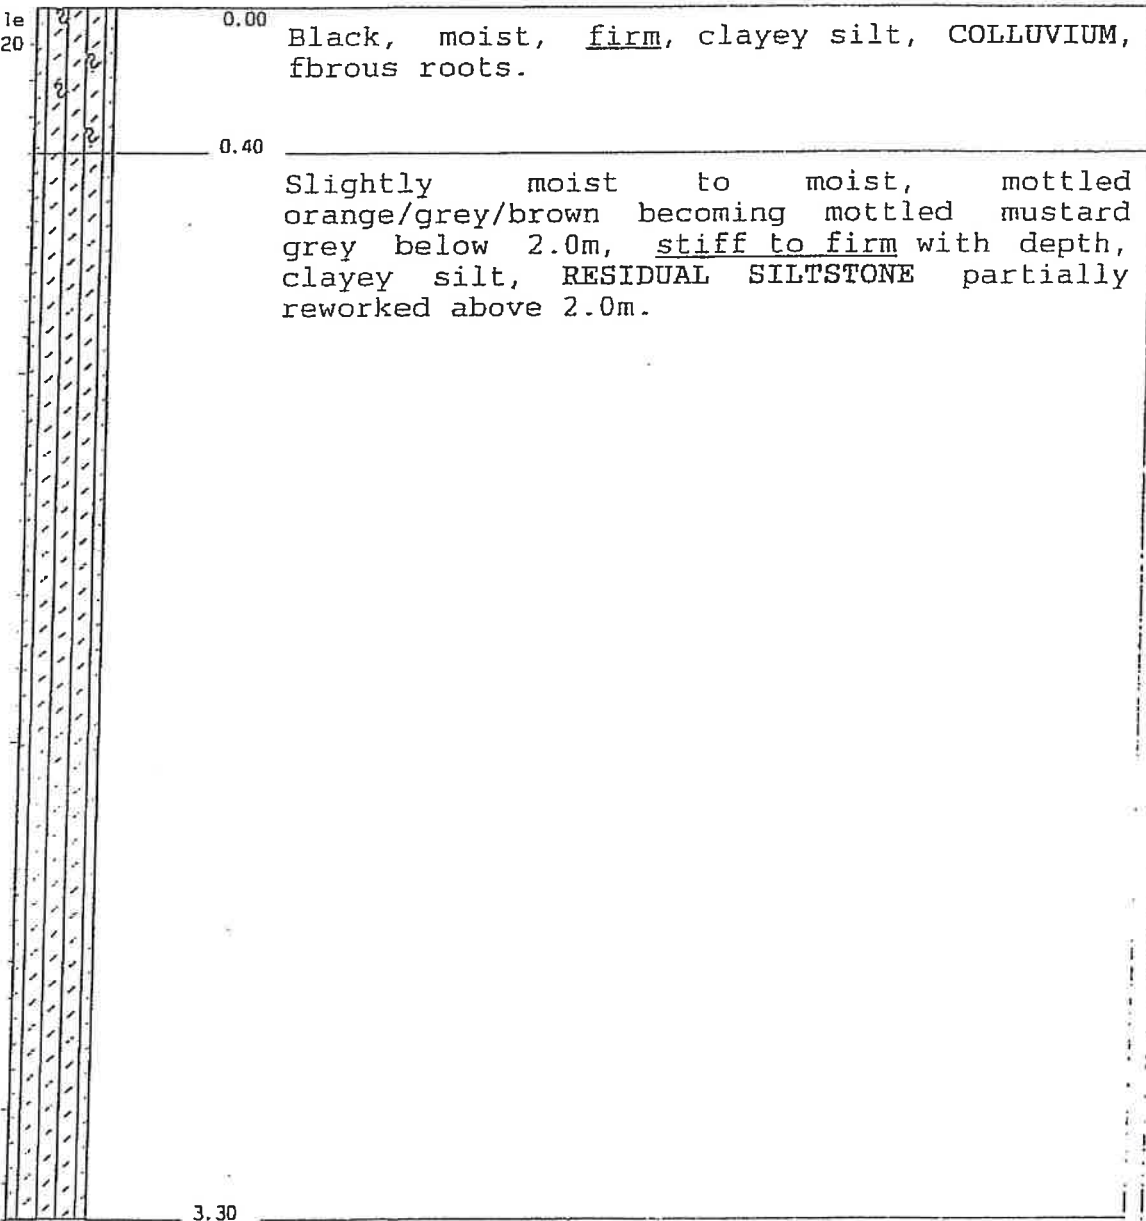 le
20
0.00
Black, moist, firm, clayey silt, COLLUVIUM,
fbrous roots.
0.40
Slightly moist to moist, mottled
orange/grey/brown becoming mottled mustard
grey below 2.0m, stiff to firm with depth,
clayey silt, RESIDUAL SILTSTONE partially
reworked above 2.0m.
3.30